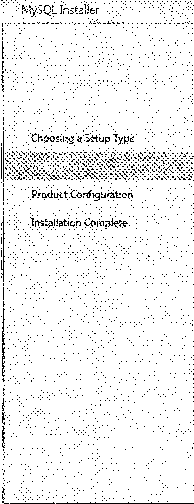 MySQL Installer
Choosing a Setup Type
Product Configuration
Installation Complete